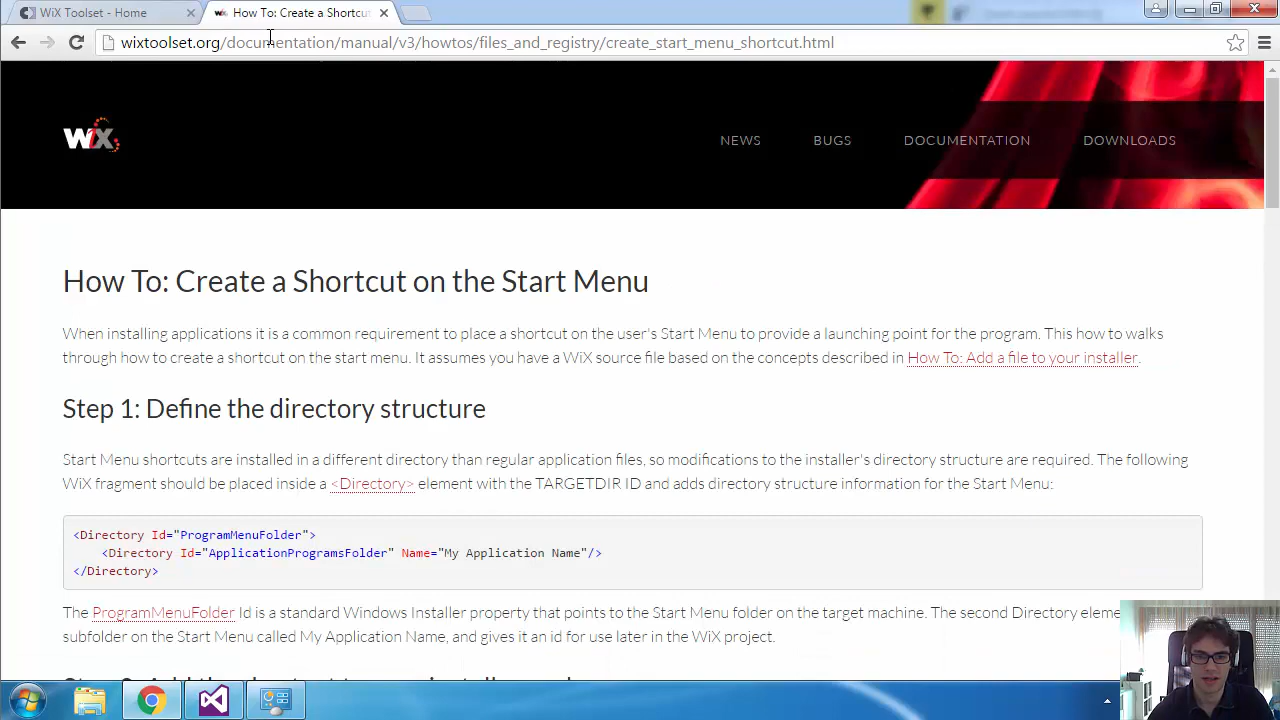 WiX Toolset - Home
How To: Create a Shortcut
wixtoolset.org/documentation/manual/v3/howtos/files_and_registry/create_start_menu_shortcut.html
WiX
NEWS
BUGS
DOCUMENTATION
DOWNLOADS
How To: Create a Shortcut on the Start Menu
When installing applications it is a common requirement to place a shortcut on the user's Start Menu to provide a launching point for the program. This how to walks
through how to create a shortcut on the start menu. It assumes you have a WiX source file based on the concepts described in How To: Add a file to your installer.
Step 1: Define the directory structure
Start Menu shortcuts are installed in a different directory than regular application files, so modifications to the installer's directory structure are required. The following
WiX fragment should be placed inside a <Directory> element with the TARGETDIR ID and adds directory structure information for the Start Menu:
<Directory Id="ProgramMenuFolder">
<Directory Id="ApplicationProgramsFolder" Name="My Application Name"/>
</Directory>
The ProgramMenuFolder Id is a standard Windows Installer property that points to the Start Menu folder on the target machine. The second Directory eleme
subfolder on the Start Menu called My Application Name, and gives it an id for use later in the WiX project.